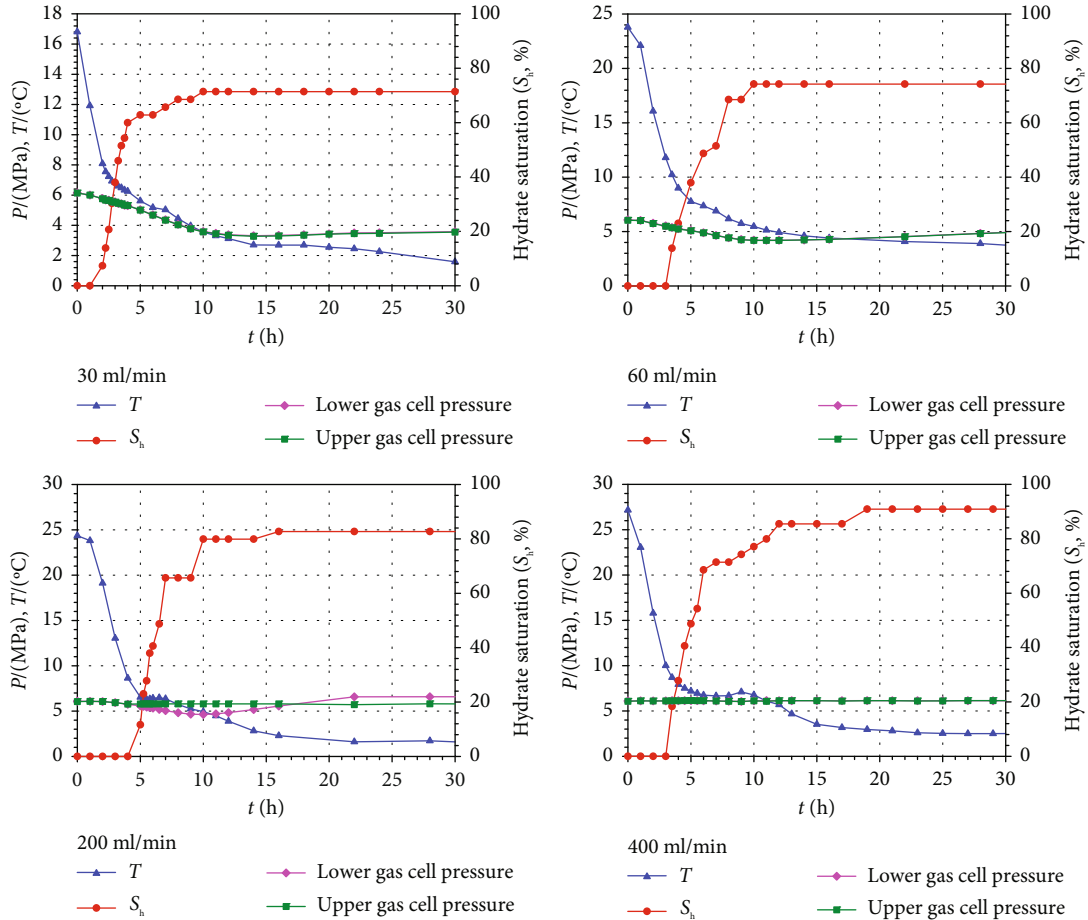 18
16
14
12
10
8
6
4
2
0
P/(MPa), T/(°C)
100
80
60
40
20
0
Hydrate saturation (Sₕ, %)
0 5 10 15 20 25 30
t (h)
30 ml/min
T
Lower gas cell pressure
Sₕ
Upper gas cell pressure
25
20
15
10
5
0
P/(MPa), T/(°C)
100
80
60
40
20
0
Hydrate saturation (Sₕ, %)
0 5 10 15 20 25 30
t (h)
60 ml/min
T
Lower gas cell pressure
Sₕ
Upper gas cell pressure
30
25
20
15
10
5
0
P/(MPa), T/(°C)
100
80
60
40
20
0
Hydrate saturation (Sₕ, %)
0 5 10 15 20 25 30
t (h)
200 ml/min
T
Lower gas cell pressure
Sₕ
Upper gas cell pressure
30
25
20
15
10
5
0
P/(MPa), T/(°C)
100
80
60
40
20
0
Hydrate saturation (Sₕ, %)
0 5 10 15 20 25 30
t (h)
400 ml/min
T
Lower gas cell pressure
Sₕ
Upper gas cell pressure